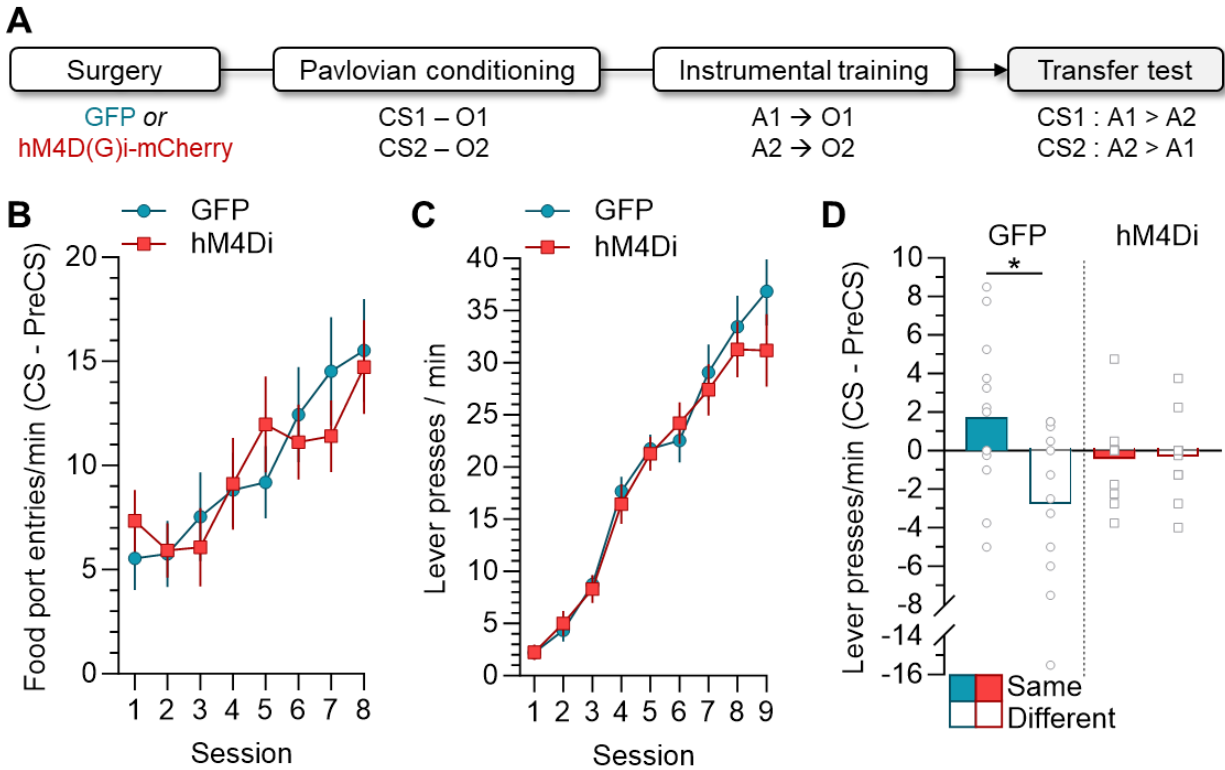 A
Surgery
Pavlovian conditioning
Instrumental training
Transfer test
GFP or
hM4D(G)i-mCherry
CS1 – O1
CS2 – O2
A1 → O1
A2 → O2
CS1 : A1 > A2
CS2 : A2 > A1
B
GFP
hM4Di
Food port entries/min (CS - PreCS)
20
15
10
5
0
1 2 3 4 5 6 7 8
Session
C
GFP
hM4Di
Lever presses / min
40
35
30
25
20
15
10
5
0
1 2 3 4 5 6 7 8 9
Session
D
GFP
hM4Di
*
Lever presses/min (CS - PreCS)
10
8
6
4
2
0
-2
-4
-6
-8
-14
-16
Same
Different